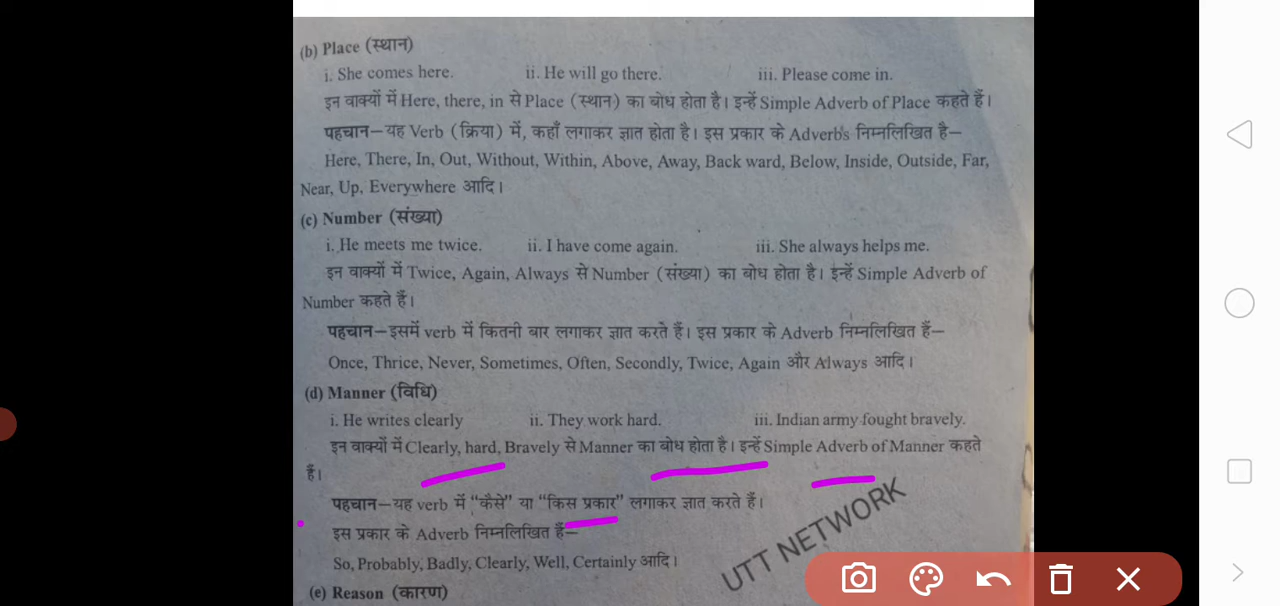 (b) Place (स्थान)
i. She comes here. ii. He will go there. iii. Please come in.
इन वाक्यों में Here, there, in से Place (स्थान) का बोध होता है। इन्हें Simple Adverb of Place कहते हैं।
पहचान–यह Verb (क्रिया) में, कहाँ लगाकर ज्ञात होता है। इस प्रकार के Adverbs निम्नलिखित है–
Here, There, In, Out, Without, Within, Above, Away, Back ward, Below, Inside, Outside, Far,
Near, Up, Everywhere आदि।
(c) Number (संख्या)
i. He meets me twice. ii. I have come again. iii. She always helps me.
इन वाक्यों में Twice, Again, Always से Number (संख्या) का बोध होता है। इन्हें Simple Adverb of
Number कहते हैं।
पहचान–इसमें verb में कितनी बार लगाकर ज्ञात करते हैं। इस प्रकार के Adverb निम्नलिखित हैं–
Once, Thrice, Never, Sometimes, Often, Secondly, Twice, Again और Always आदि।
(d) Manner (विधि)
i. He writes clearly ii. They work hard. iii. Indian army fought bravely.
इन वाक्यों में Clearly, hard, Bravely से Manner का बोध होता है। इन्हें Simple Adverb of Manner कहते
हैं।
पहचान–यह verb में "कैसे" या "किस प्रकार" लगाकर ज्ञात करते हैं।
इस प्रकार के Adverb निम्नलिखित हैं–
So, Probably, Badly, Clearly, Well, Certainly आदि।
UTT NETWORK
(e) Reason (कारण)